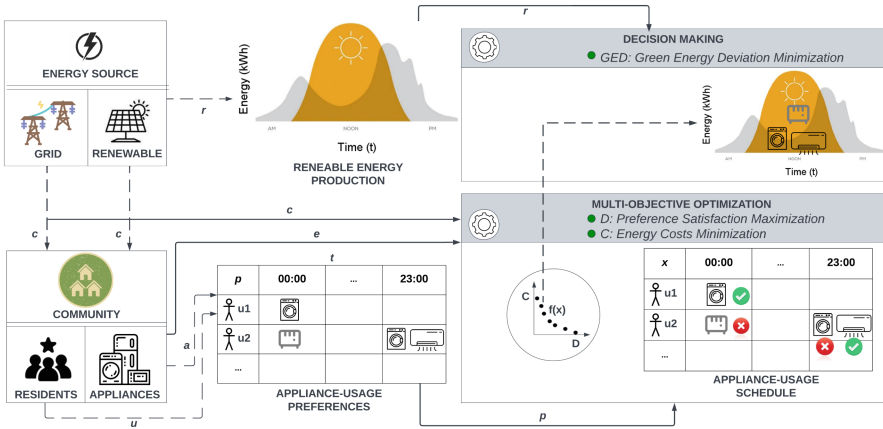 r
ENERGY SOURCE
GRID
RENEWABLE
r
Energy (kWh)
AM
NOON
PM
Time (t)
RENEABLE ENERGY
PRODUCTION
DECISION MAKING
GED: Green Energy Deviation Minimization
Energy (kWh)
AM
NOON
PM
Time (t)
c
c
c
e
MULTI-OBJECTIVE OPTIMIZATION
D: Preference Satisfaction Maximization
C: Energy Costs Minimization
COMMUNITY
RESIDENTS
APPLIANCES
a
u
t
p 00:00 ... 23:00
u1
u2
...
APPLIANCE-USAGE
PREFERENCES
p
C
f(x)
D
x 00:00 ... 23:00
u1
u2
...
APPLIANCE-USAGE
SCHEDULE